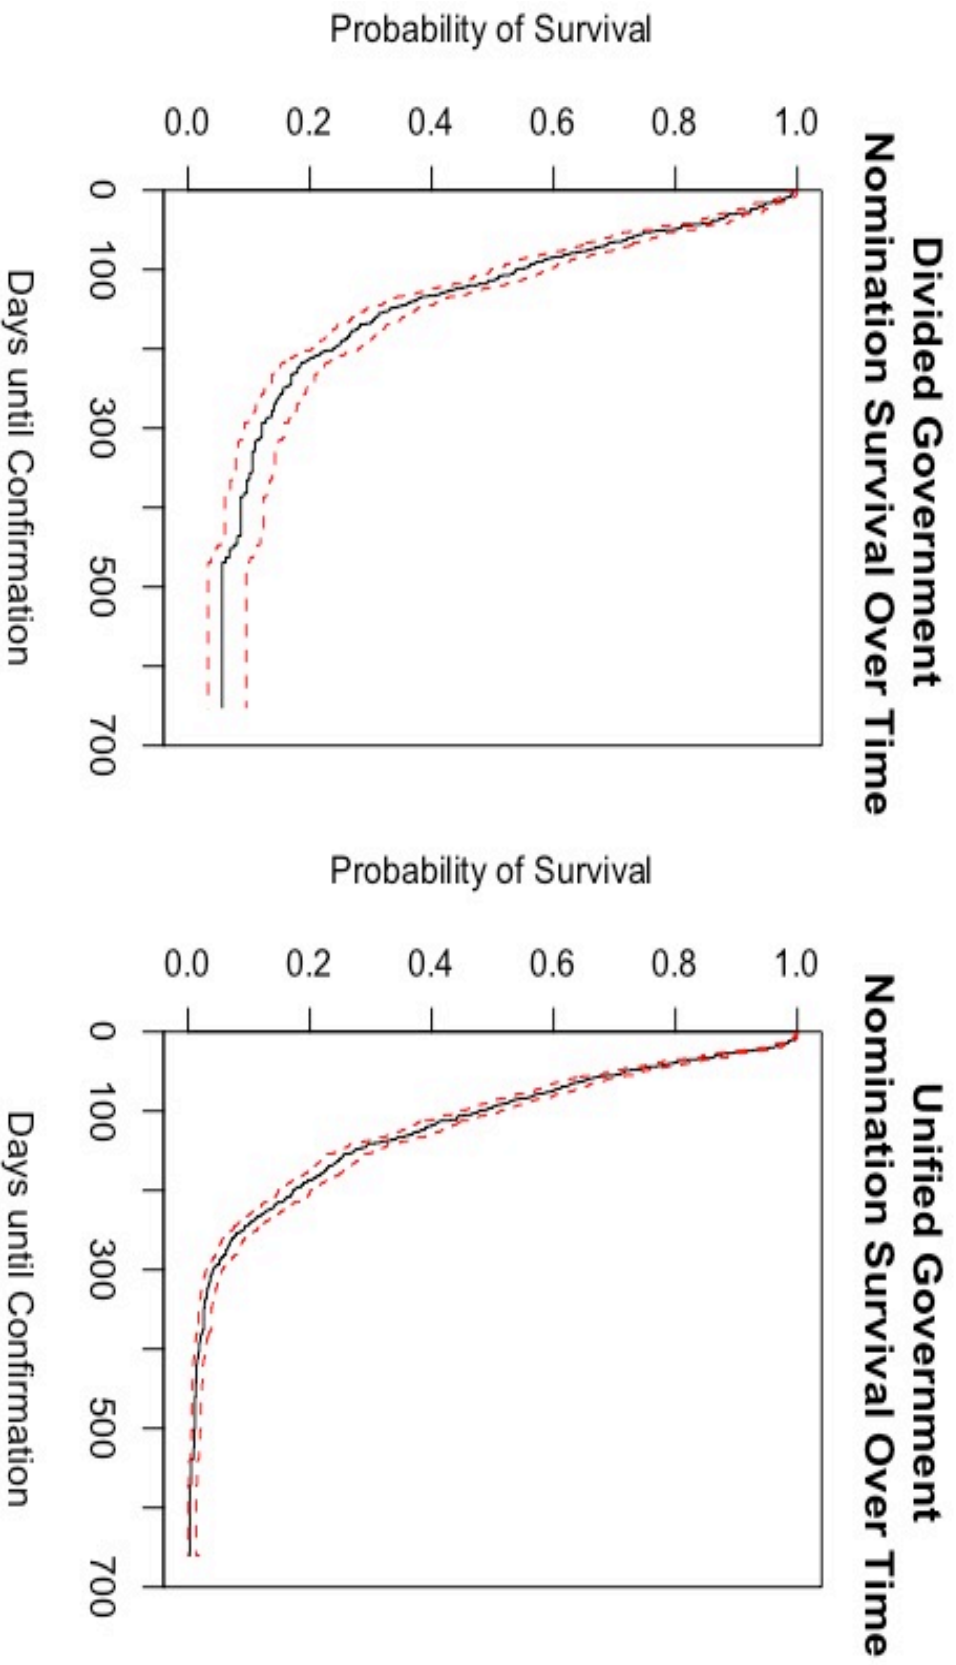 Divided Government
Nomination Survival Over Time
Probability of Survival
1.0
0.8
0.6
0.4
0.2
0.0
0
100
300
500
700
Days until Confirmation
Unified Government
Nomination Survival Over Time
Probability of Survival
1.0
0.8
0.6
0.4
0.2
0.0
0
100
300
500
700
Days until Confirmation